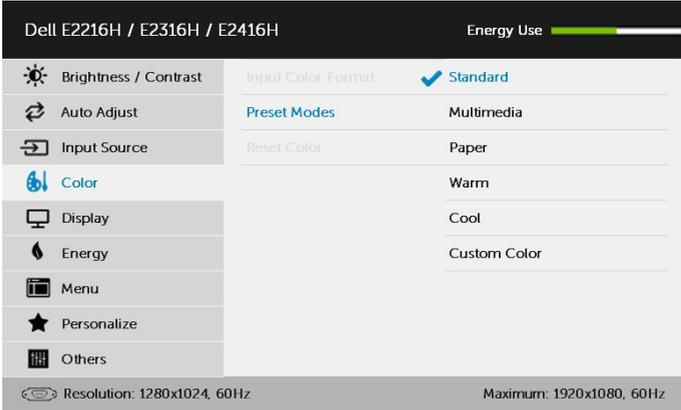 Dell E2216H / E2316H / E2416H Energy Use
Brightness / Contrast Input Color Format Standard
Auto Adjust Preset Modes Multimedia
Input Source Reset Color Paper
Color Warm
Display Cool
Energy Custom Color
Menu
Personalize
Others
Resolution: 1280x1024, 60Hz Maximum: 1920x1080, 60Hz